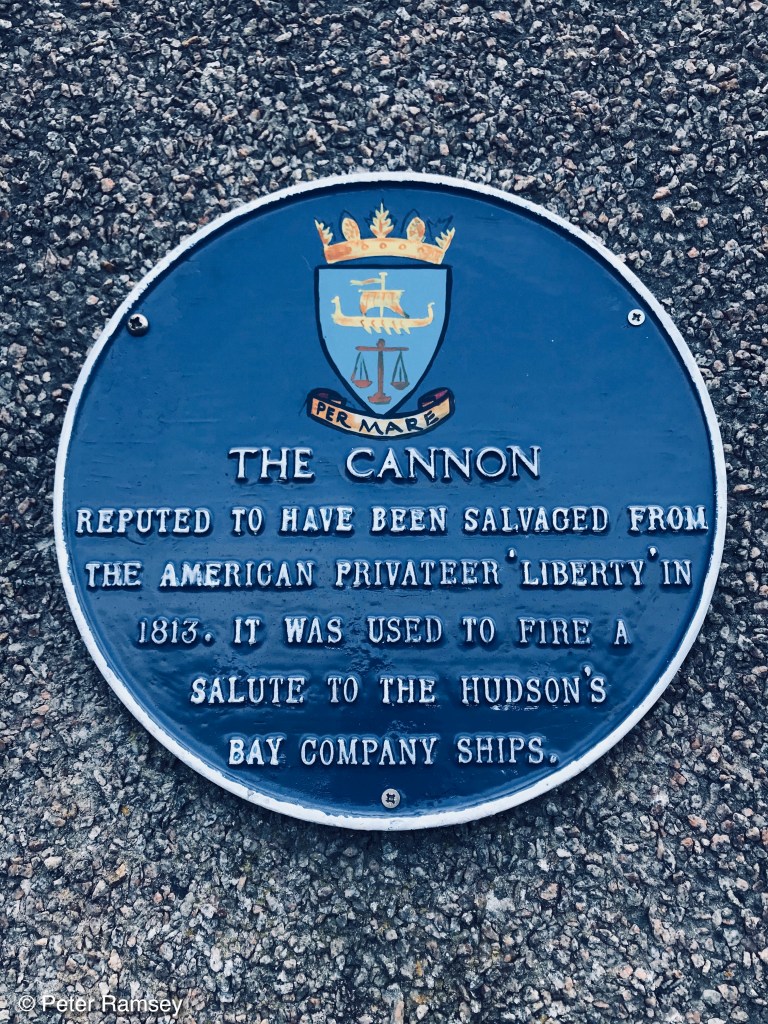 PER MARE
THE CANNON
REPUTED TO HAVE BEEN SALVAGED FROM
THE AMERICAN PRIVATEER 'LIBERTY' IN
1813. IT WAS USED TO FIRE A
SALUTE TO THE HUDSON'S
BAY COMPANY SHIPS.
© Peter Ramsey